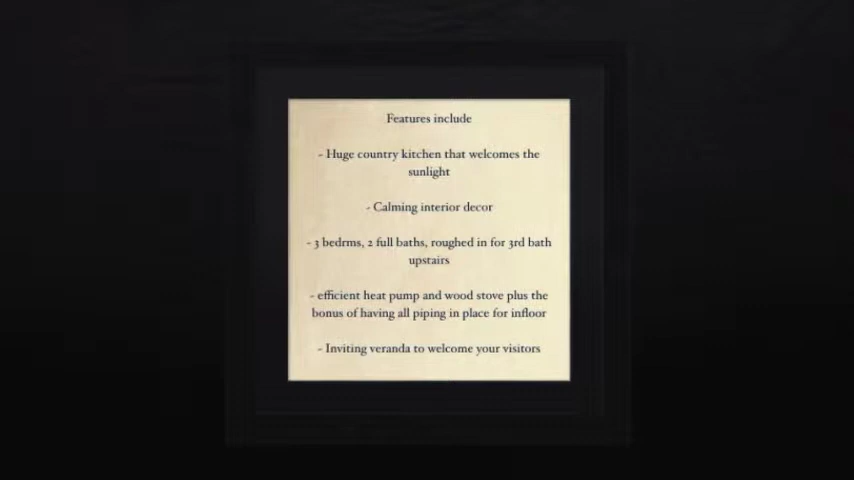 Features include
- Huge country kitchen that welcomes the
sunlight
- Calming interior decor
- 3 bedrms, 2 full baths, roughed in for 3rd bath
upstairs
- efficient heat pump and wood stove plus the
bonus of having all piping in place for infloor
- Inviting veranda to welcome your visitors